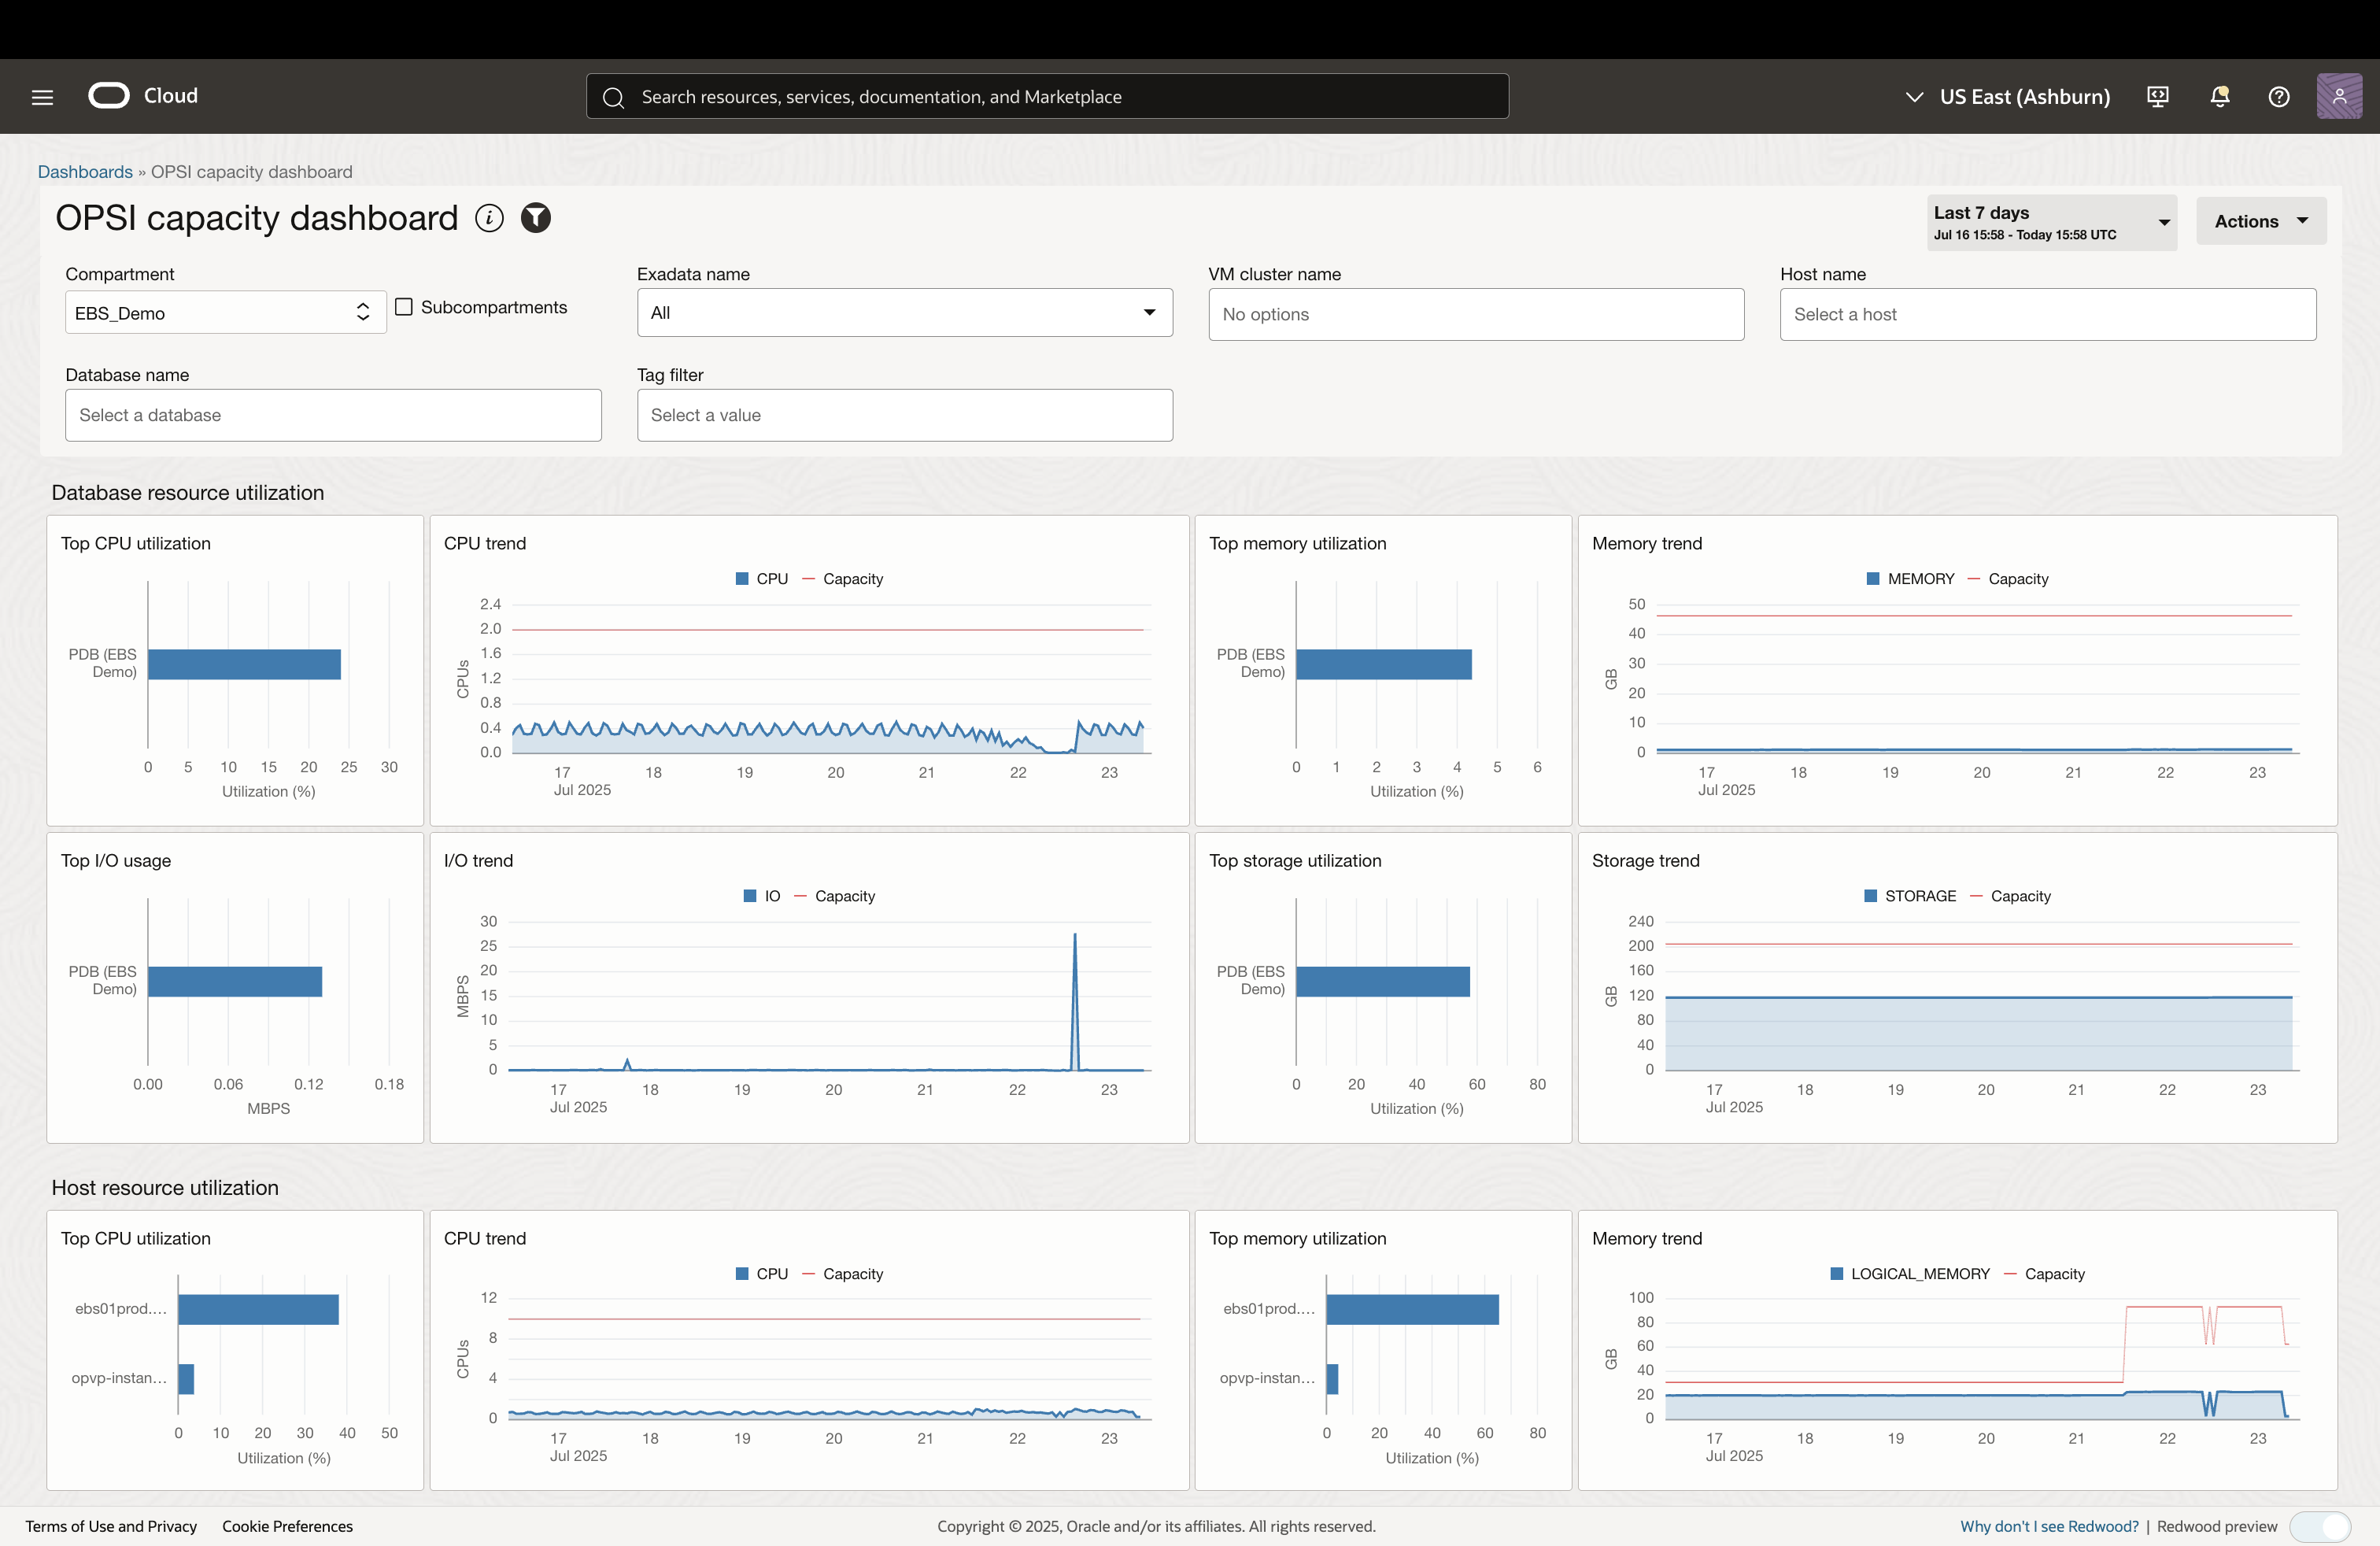 Cloud
Search resources, services, documentation, and Marketplace
US East (Ashburn)
Dashboards » OPSI capacity dashboard
OPSI capacity dashboard
Last 7 days
Jul 16 15:58 - Today 15:58 UTC
Actions
Compartment
EBS_Demo
Subcompartments
Exadata name
All
VM cluster name
No options
Host name
Select a host
Database name
Select a database
Tag filter
Select a value
Database resource utilization
Top CPU utilization
PDB (EBS
Demo)
0 5 10 15 20 25 30
Utilization (%)
CPU trend
CPU Capacity
2.4
2.0
1.6
1.2
0.8
0.4
0.0
CPUs
17 18 19 20 21 22 23
Jul 2025
Top memory utilization
PDB (EBS
Demo)
0 1 2 3 4 5 6
Utilization (%)
Memory trend
MEMORY Capacity
50
40
30
20
10
0
GB
17 18 19 20 21 22 23
Jul 2025
Top I/O usage
PDB (EBS
Demo)
0.00 0.06 0.12 0.18
MBPS
I/O trend
IO Capacity
30
25
20
15
10
5
0
MBPS
17 18 19 20 21 22 23
Jul 2025
Top storage utilization
PDB (EBS
Demo)
0 20 40 60 80
Utilization (%)
Storage trend
STORAGE Capacity
240
200
160
120
80
40
0
GB
17 18 19 20 21 22 23
Jul 2025
Host resource utilization
Top CPU utilization
ebs01prod....
opvp-instan...
0 10 20 30 40 50
Utilization (%)
CPU trend
CPU Capacity
12
8
4
0
CPUs
17 18 19 20 21 22 23
Jul 2025
Top memory utilization
ebs01prod....
opvp-instan...
0 20 40 60 80
Utilization (%)
Memory trend
LOGICAL_MEMORY Capacity
100
80
60
40
20
0
GB
17 18 19 20 21 22 23
Jul 2025
Terms of Use and Privacy Cookie Preferences
Copyright © 2025, Oracle and/or its affiliates. All rights reserved.
Why don't I see Redwood? | Redwood preview